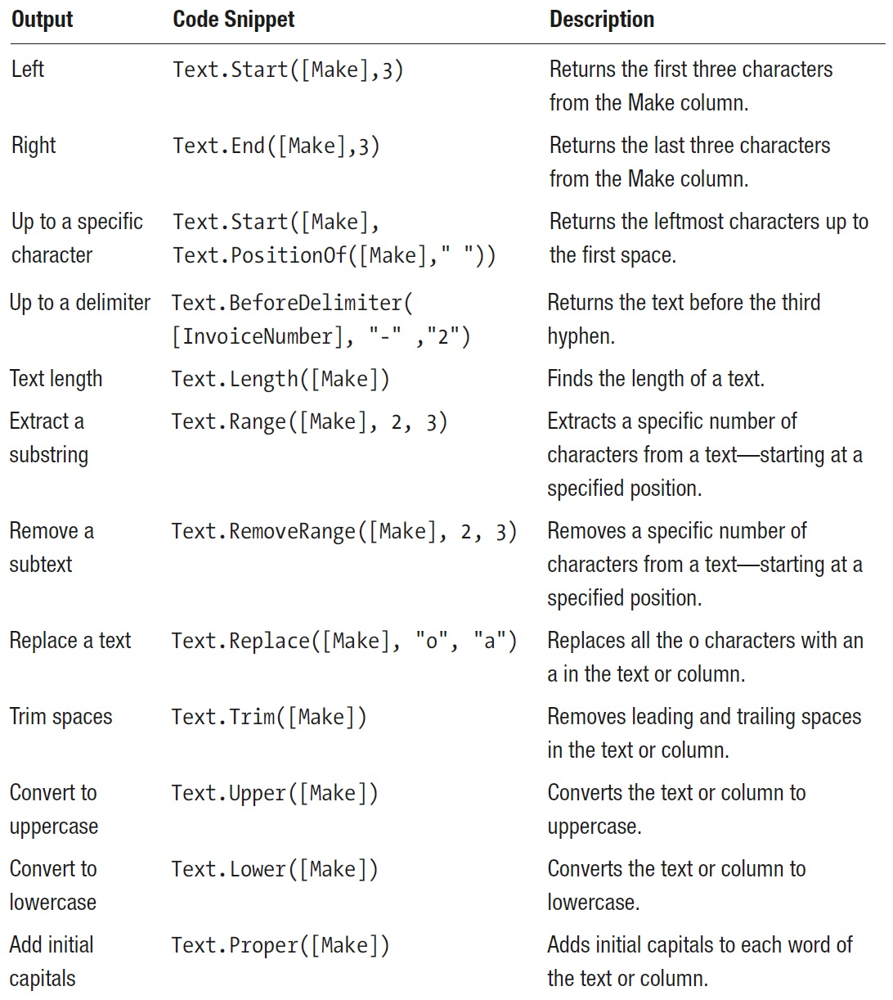 Output Code Snippet Description
Left Text.Start([Make],3) Returns the first three characters
from the Make column.
Right Text.End([Make],3) Returns the last three characters
from the Make column.
Up to a specific Text.Start([Make], Returns the leftmost characters up to
character Text.PositionOf([Make]," ")) the first space.
Up to a delimiter Text.BeforeDelimiter( Returns the text before the third
[InvoiceNumber], "-" ,"2") hyphen.
Text length Text.Length([Make]) Finds the length of a text.
Extract a Text.Range([Make], 2, 3) Extracts a specific number of
substring characters from a text—starting at a
specified position.
Remove a Text.RemoveRange([Make], 2, 3) Removes a specific number of
subtext characters from a text—starting at a
specified position.
Replace a text Text.Replace([Make], "o", "a") Replaces all the o characters with an
a in the text or column.
Trim spaces Text.Trim([Make]) Removes leading and trailing spaces
in the text or column.
Convert to Text.Upper([Make]) Converts the text or column to
uppercase uppercase.
Convert to Text.Lower([Make]) Converts the text or column to
lowercase lowercase.
Add initial Text.Proper([Make]) Adds initial capitals to each word of
capitals the text or column.